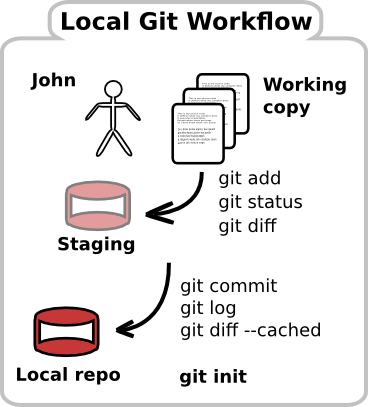 Local Git Workflow
John
Working
copy
git add
git status
git diff
Staging
git commit
git log
git diff --cached
Local repo
git init